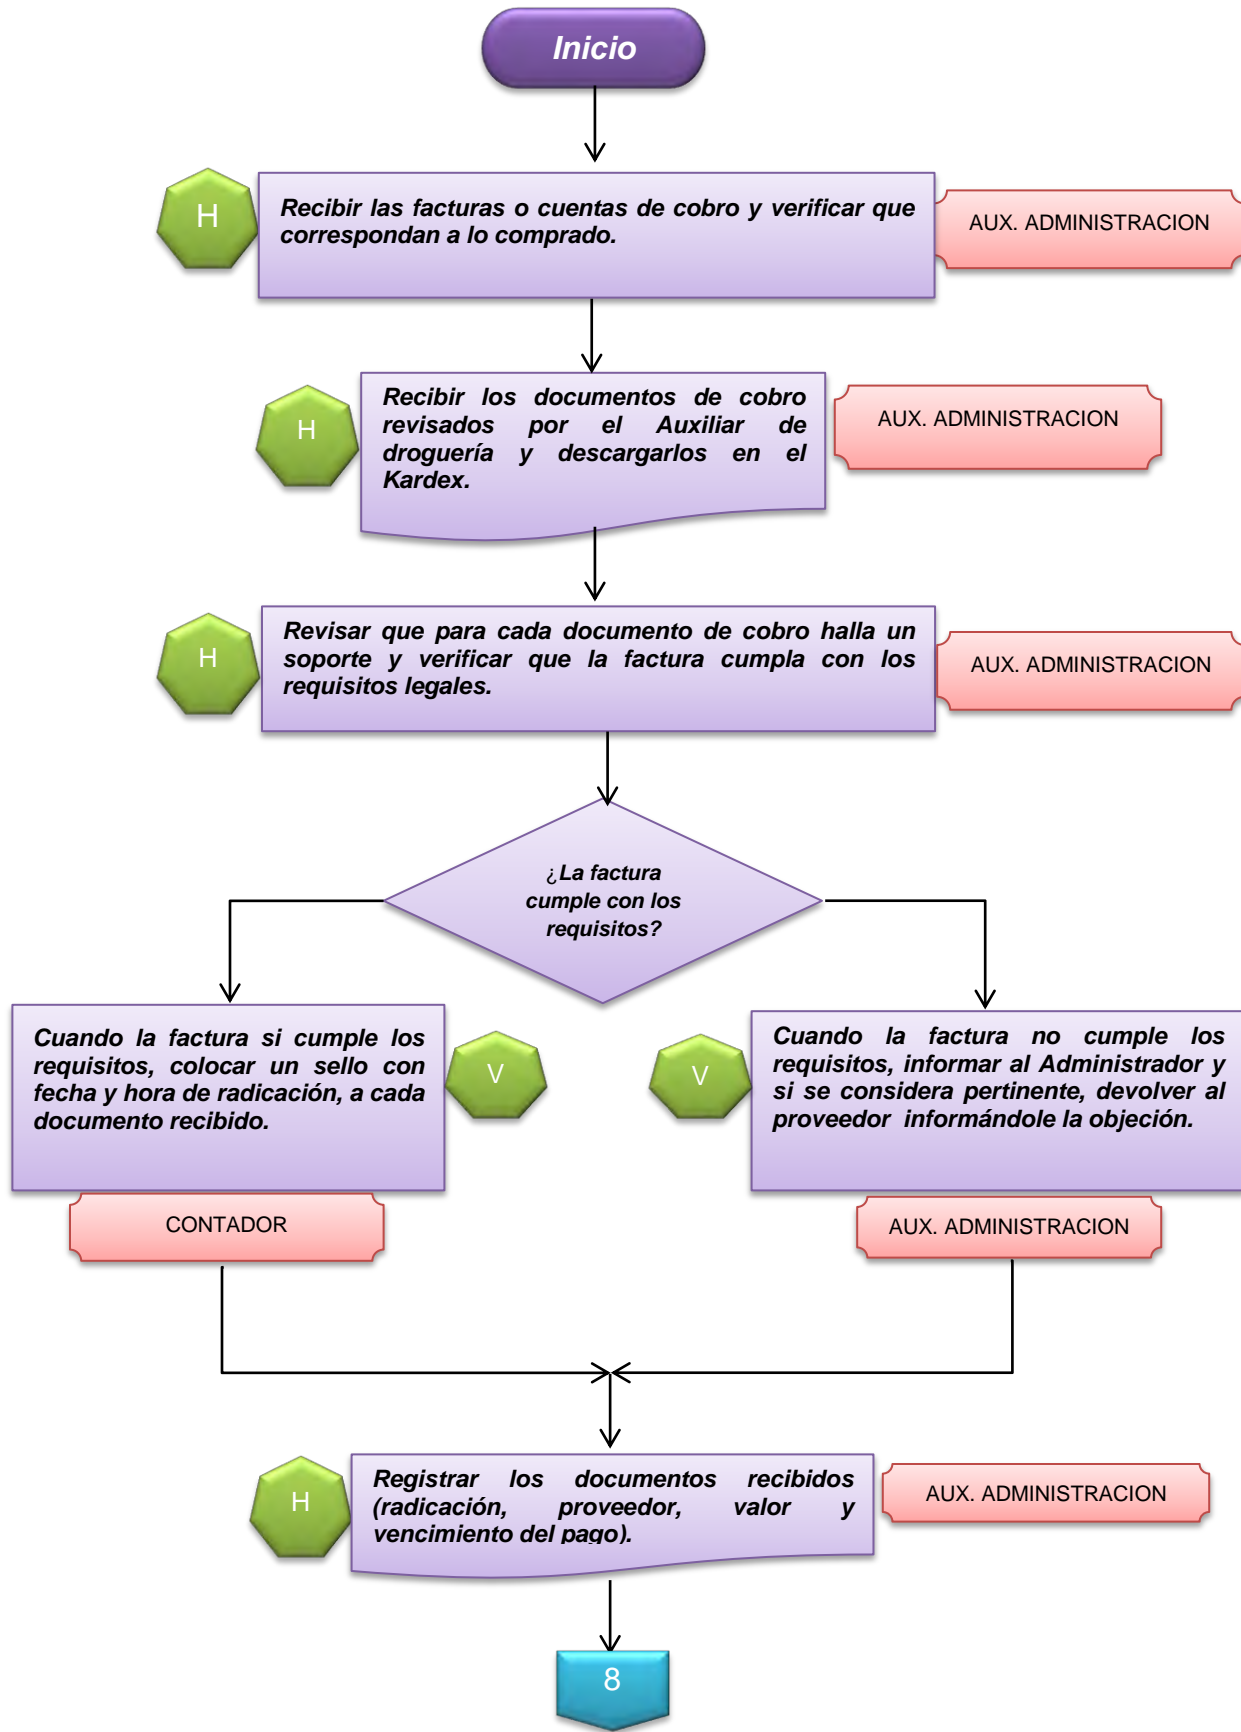 Inicio
H
Recibir las facturas o cuentas de cobro y verificar que
correspondan a lo comprado.
AUX. ADMINISTRACION
H
Recibir los documentos de cobro
revisados por el Auxiliar de
droguería y descargarlos en el
Kardex.
AUX. ADMINISTRACION
H
Revisar que para cada documento de cobro halla un
soporte y verificar que la factura cumpla con los
requisitos legales.
AUX. ADMINISTRACION
¿La factura
cumple con los
requisitos?
Cuando la factura si cumple los
requisitos, colocar un sello con
fecha y hora de radicación, a cada
documento recibido.
V
CONTADOR
V
Cuando la factura no cumple los
requisitos, informar al Administrador y
si se considera pertinente, devolver al
proveedor informándole la objeción.
AUX. ADMINISTRACION
H
Registrar los documentos recibidos
(radicación, proveedor, valor y
vencimiento del pago).
AUX. ADMINISTRACION
8